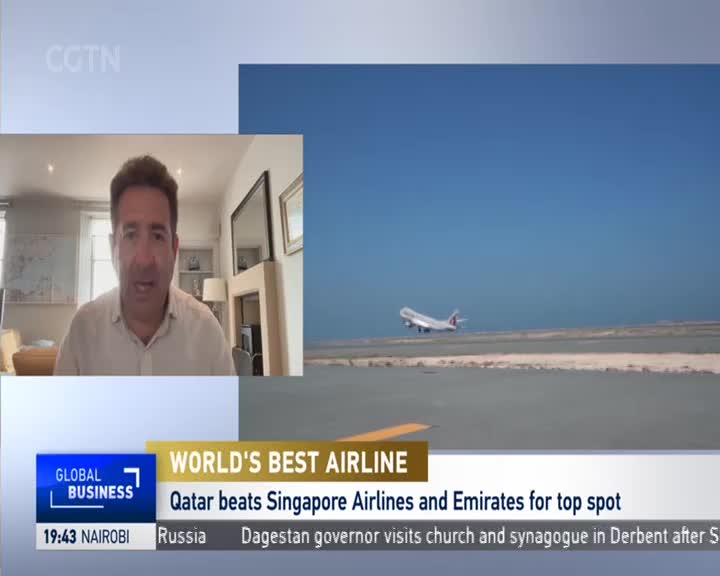 CGTN
WORLD'S BEST AIRLINE
GLOBAL
BUSINESS
Qatar beats Singapore Airlines and Emirates for top spot
19:43 NAIROBI
Russia Dagestan governor visits church and synagogue in Derbent after S